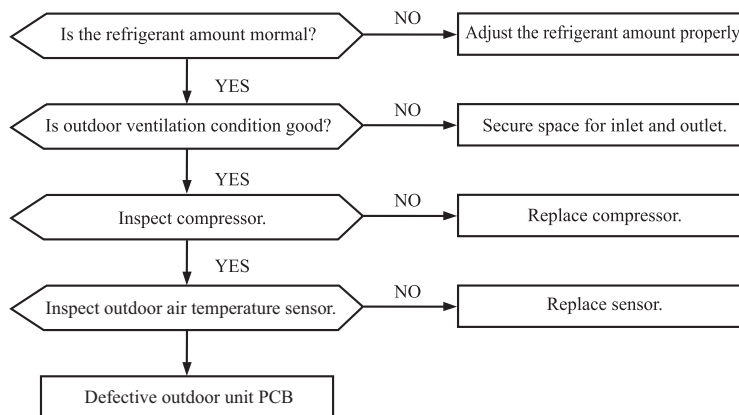 Is the refrigerant amount mormal?
NO
Adjust the refrigerant amount properly
YES
Is outdoor ventilation condition good?
NO
Secure space for inlet and outlet.
YES
Inspect compressor.
NO
Replace compressor.
YES
Inspect outdoor air temperature sensor.
NO
Replace sensor.
Defective outdoor unit PCB